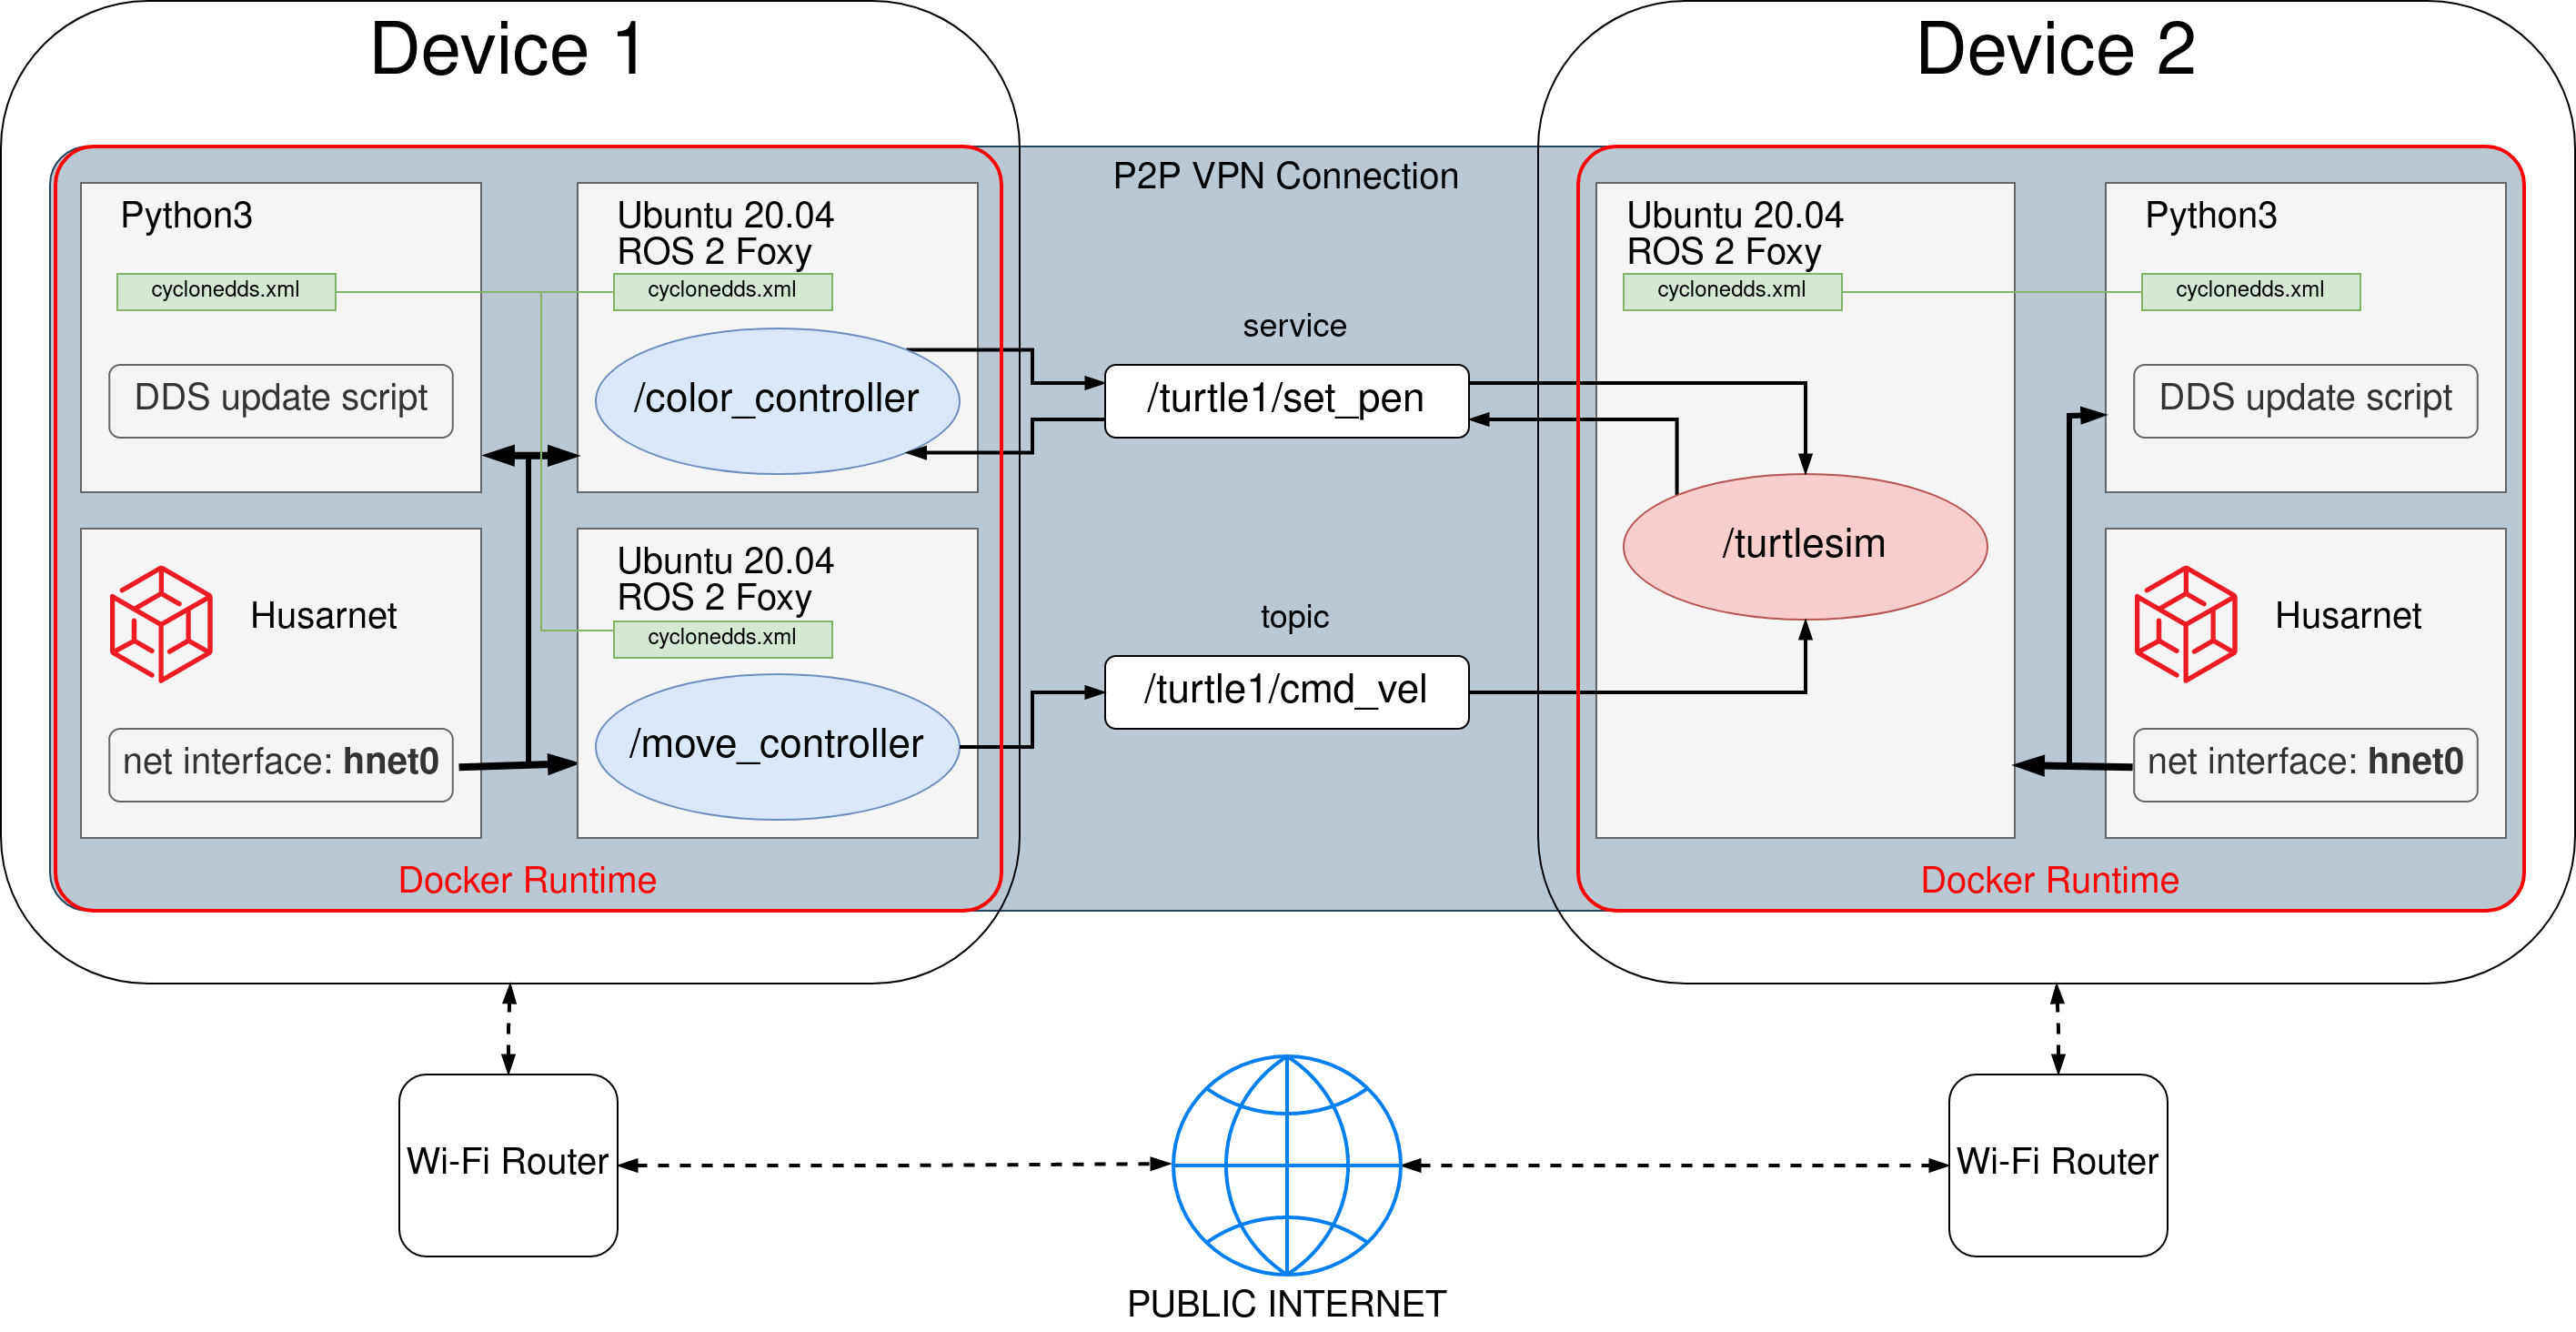 Device 1
Device 2
P2P VPN Connection
Python3
cyclonedds.xml
DDS update script
Ubuntu 20.04
ROS 2 Foxy
cyclonedds.xml
/color_controller
Husarnet
net interface: hnet0
Ubuntu 20.04
ROS 2 Foxy
cyclonedds.xml
/move_controller
Docker Runtime
service
/turtle1/set_pen
topic
/turtle1/cmd_vel
Ubuntu 20.04
ROS 2 Foxy
cyclonedds.xml
/turtlesim
Python3
cyclonedds.xml
DDS update script
Husarnet
net interface: hnet0
Docker Runtime
Wi-Fi Router
Wi-Fi Router
PUBLIC INTERNET